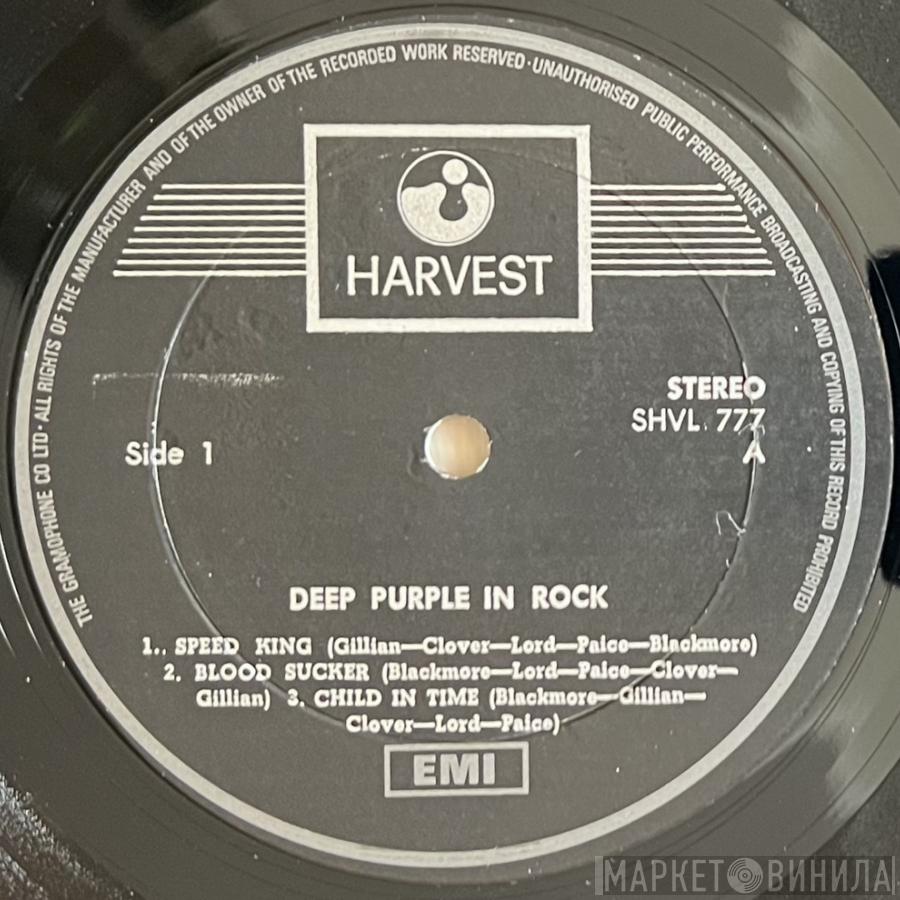 THE GRAMOPHONE CO LTD · ALL RIGHTS OF THE MANUFACTURER AND OF THE OWNER OF THE RECORDED WORK RESERVED · UNAUTHORISED PUBLIC PERFORMANCE BROADCASTING AND COPYING OF THIS RECORD PROHIBITED
HARVEST
STEREO
SHVL 777
A
Side 1
DEEP PURPLE IN ROCK
1.. SPEED KING (Gillian—Clover—Lord—Paice—Blackmore)
2. BLOOD SUCKER (Blackmore—Lord—Paice—Clover—
Gillian) 3. CHILD IN TIME (Blackmore—Gillian—
Clover—Lord—Paice)
EMI
МАРКЕТ ВИНИЛА